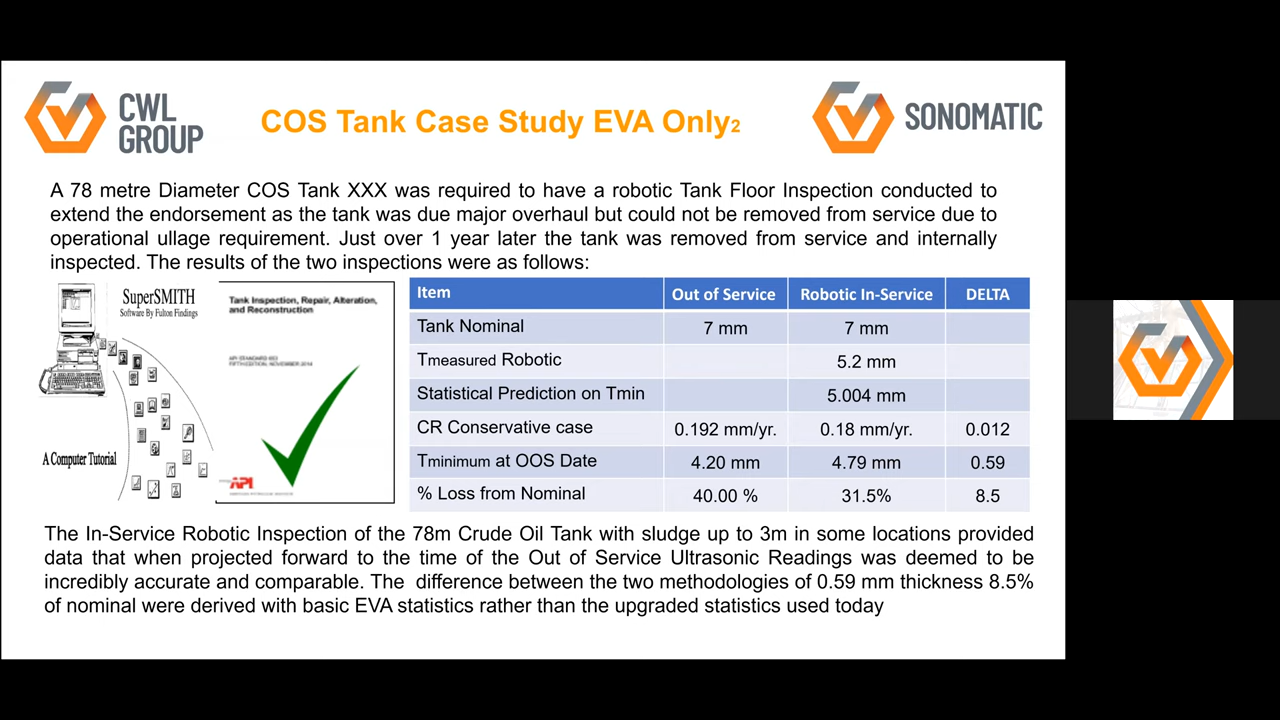 CWL
GROUP
COS Tank Case Study EVA Only2
SONOMATIC
A 78 metre Diameter COS Tank XXX was required to have a robotic Tank Floor Inspection conducted to
extend the endorsement as the tank was due major overhaul but could not be removed from service due to
operational ullage requirement. Just over 1 year later the tank was removed from service and internally
inspected. The results of the two inspections were as follows:
SuperSMITH
Software By Fulton Findings
A Computer Tutorial
Tank Inspection, Repair, Alteration,
and Reconstruction
API STANDARD 653
FIFTH EDITION, NOVEMBER 2014
API
AMERICAN PETROLEUM INSTITUTE
Item Out of Service Robotic In-Service DELTA
Tank Nominal 7 mm 7 mm
Tmeasured Robotic 5.2 mm
Statistical Prediction on Tmin 5.004 mm
CR Conservative case 0.192 mm/yr. 0.18 mm/yr. 0.012
Tminimum at OOS Date 4.20 mm 4.79 mm 0.59
% Loss from Nominal 40.00 % 31.5% 8.5
The In-Service Robotic Inspection of the 78m Crude Oil Tank with sludge up to 3m in some locations provided
data that when projected forward to the time of the Out of Service Ultrasonic Readings was deemed to be
incredibly accurate and comparable. The difference between the two methodologies of 0.59 mm thickness 8.5%
of nominal were derived with basic EVA statistics rather than the upgraded statistics used today